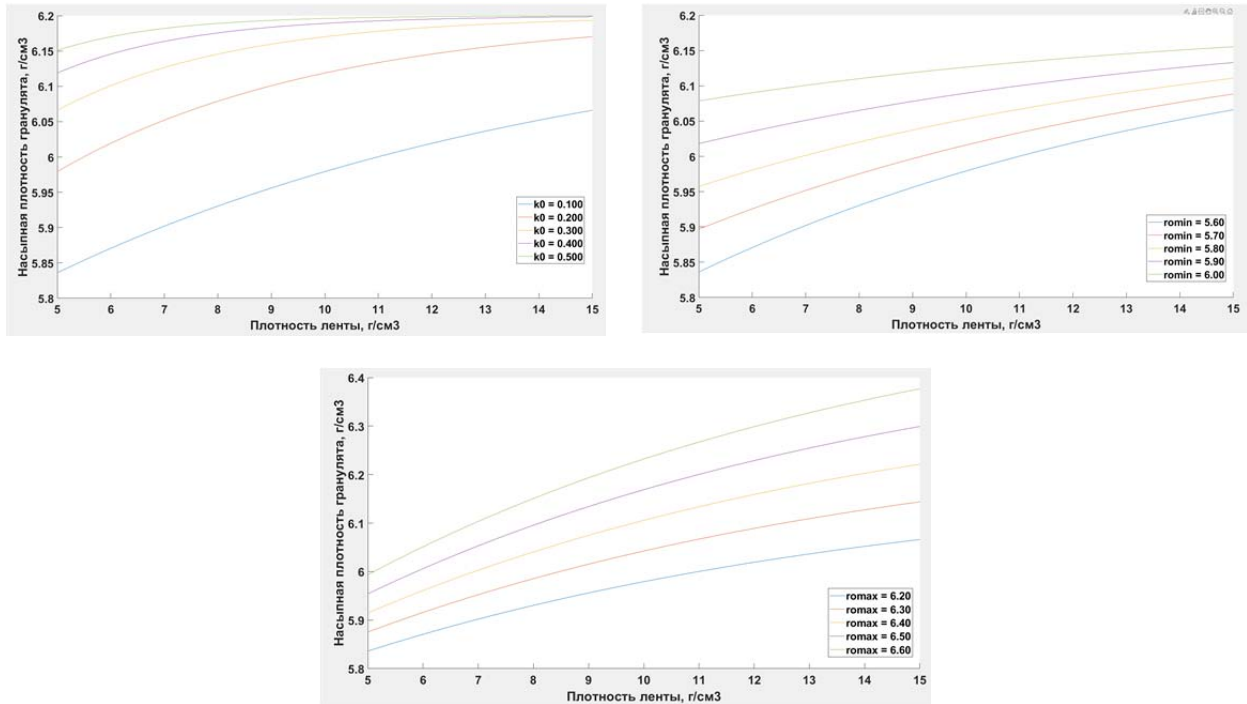 Насыпная плотность гранулята, г/см3
6.2
6.15
6.1
6.05
6
5.95
5.9
5.85
5.8
5 6 7 8 9 10 11 12 13 14 15
Плотность ленты, г/см3
k0 = 0.100
k0 = 0.200
k0 = 0.300
k0 = 0.400
k0 = 0.500
Насыпная плотность гранулята, г/см3
6.2
6.15
6.1
6.05
6
5.95
5.9
5.85
5.8
5 6 7 8 9 10 11 12 13 14 15
Плотность ленты, г/см3
romin = 5.60
romin = 5.70
romin = 5.80
romin = 5.90
romin = 6.00
Насыпная плотность гранулята, г/см3
6.4
6.3
6.2
6.1
6
5.9
5.8
5 6 7 8 9 10 11 12 13 14 15
Плотность ленты, г/см3
romax = 6.20
romax = 6.30
romax = 6.40
romax = 6.50
romax = 6.60